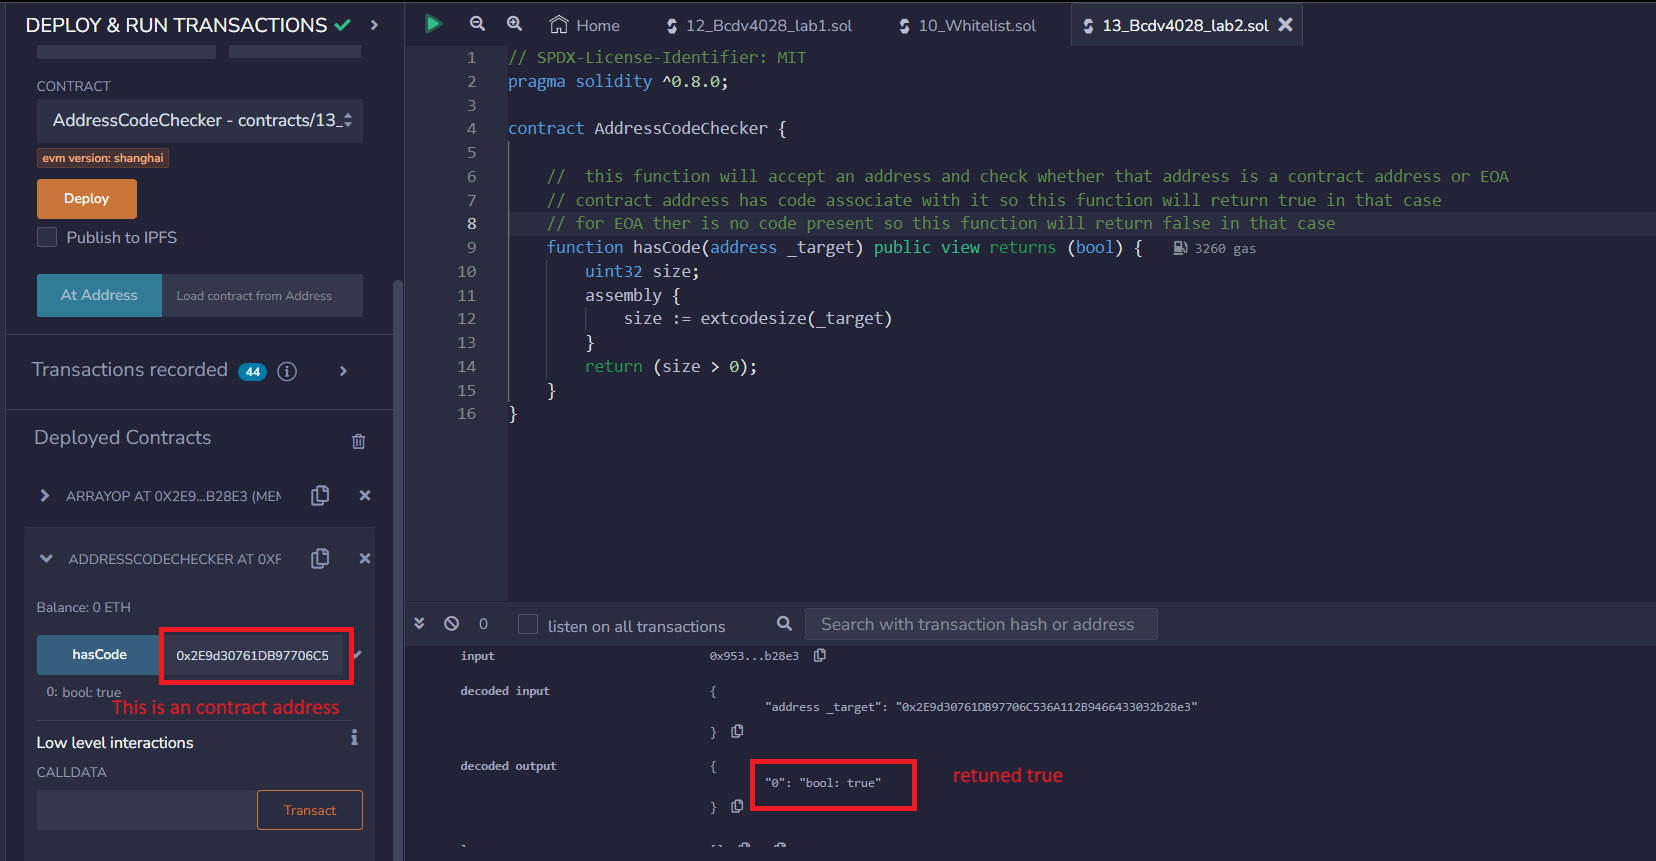 DEPLOY & RUN TRANSACTIONS
CONTRACT
AddressCodeChecker - contracts/13_
evm version: shanghai
Deploy
Publish to IPFS
At Address
Load contract from Address
Transactions recorded 44
Deployed Contracts
ARRAYOP AT 0X2E9...B28E3 (MEM
ADDRESSCODECHECKER AT 0XF
Balance: 0 ETH
hasCode
0x2E9d30761DB97706C5
0: bool: true
This is an contract address
Low level interactions
CALLDATA
Transact
Home
12_Bcdv4028_lab1.sol
10_Whitelist.sol
13_Bcdv4028_lab2.sol
1 // SPDX-License-Identifier: MIT
2 pragma solidity ^0.8.0;
3
4 contract AddressCodeChecker {
5
6 //  this function will accept an address and check whether that address is a contract address or EOA
7 // contract address has code associate with it so this function will return true in that case
8 // for EOA ther is no code present so this function will return false in that case
9 function hasCode(address _target) public view returns (bool) { 3260 gas
10 uint32 size;
11 assembly {
12 size := extcodesize(_target)
13 }
14 return (size > 0);
15 }
16 }
0
listen on all transactions
Search with transaction hash or address
input 0x953...b28e3
decoded input {
"address _target": "0x2E9d30761DB97706C536A112B9466433032b28e3"
}
decoded output {
"0": "bool: true"
retuned true
}